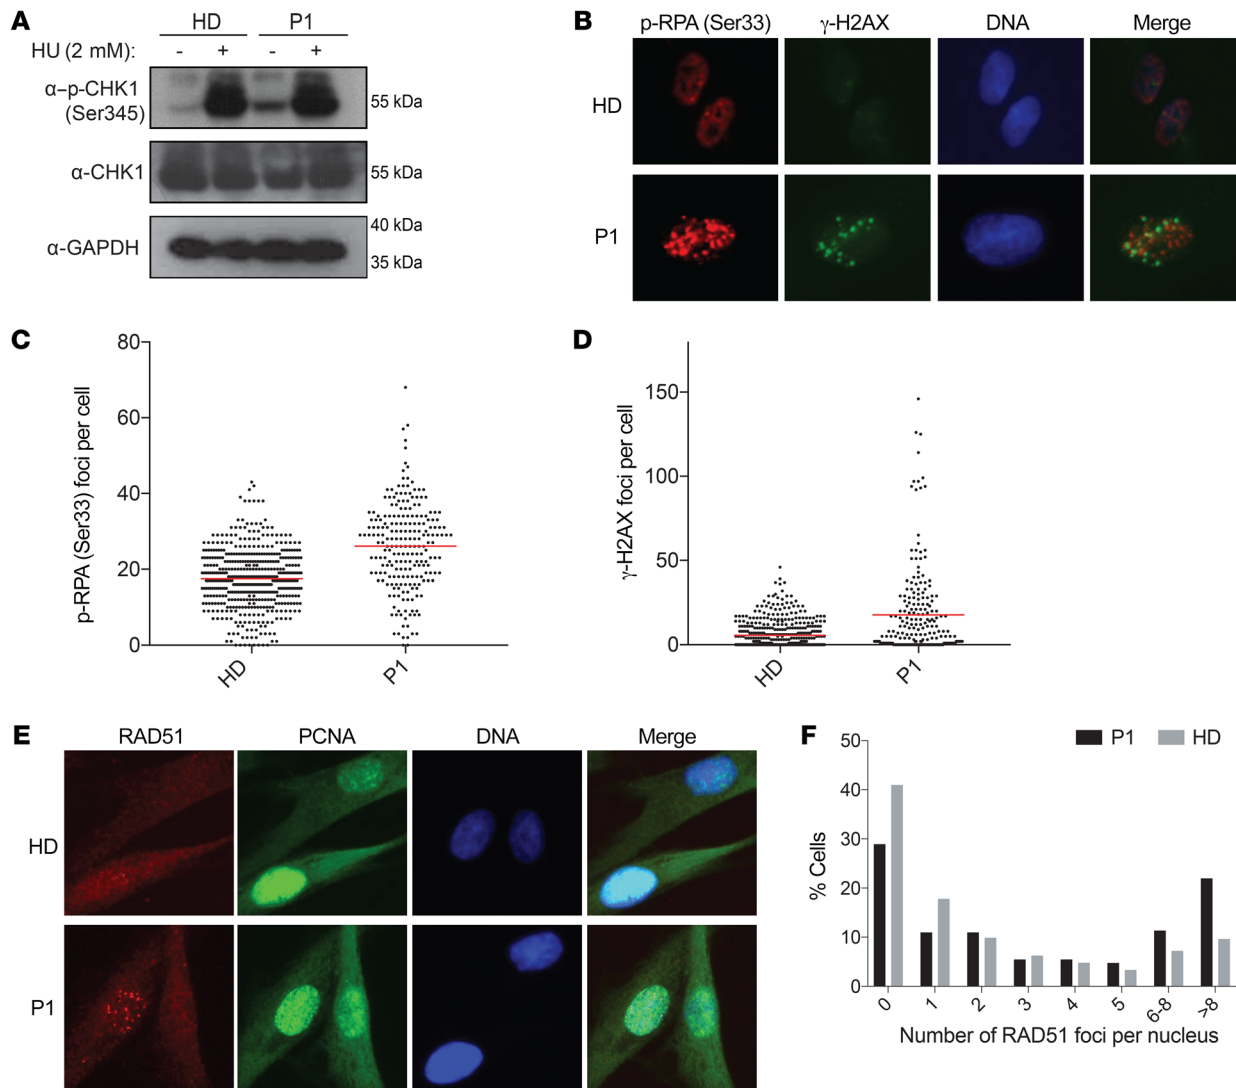 A
HD P1
HU (2 mM): - + - +
α–p-CHK1
(Ser345)
55 kDa
α-CHK1
55 kDa
α-GAPDH
40 kDa
35 kDa
B
p-RPA (Ser33) γ-H2AX DNA Merge
HD
P1
C
p-RPA (Ser33) foci per cell
80
60
40
20
0
HD P1
D
γ-H2AX foci per cell
150
100
50
0
HD P1
E
RAD51 PCNA DNA Merge
HD
P1
F
P1 HD
% Cells
50
40
30
20
10
0
0 1 2 3 4 5 6-8 >8
Number of RAD51 foci per nucleus